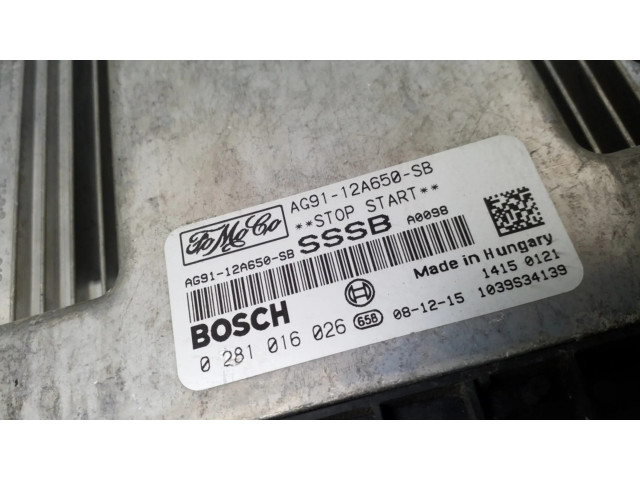 FoMoCo
AG91-12A650-SB
**STOP START**
AG91-12A650-SB SSSB A0098
Made in Hungary
1415 0121
BOSCH
0 281 016 026 658 08-12-15 1039S34139